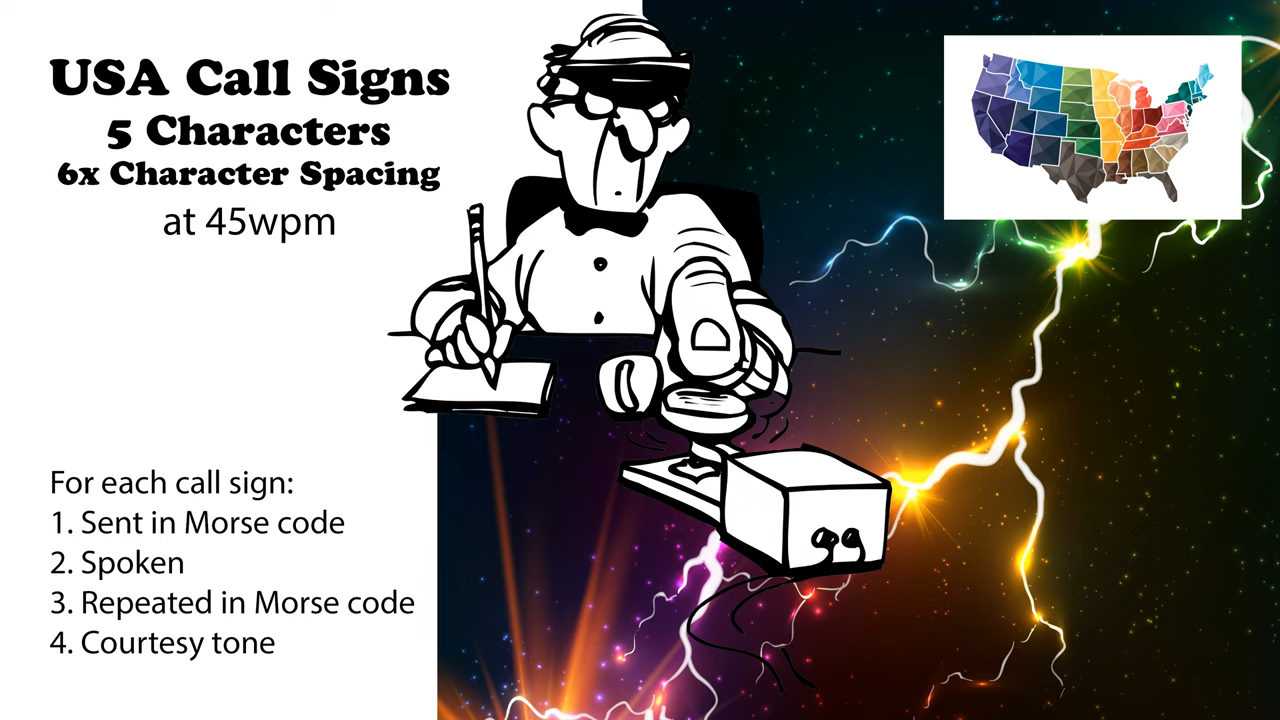 USA Call Signs
5 Characters
6x Character Spacing
at 45wpm
For each call sign:
1. Sent in Morse code
2. Spoken
3. Repeated in Morse code
4. Courtesy tone